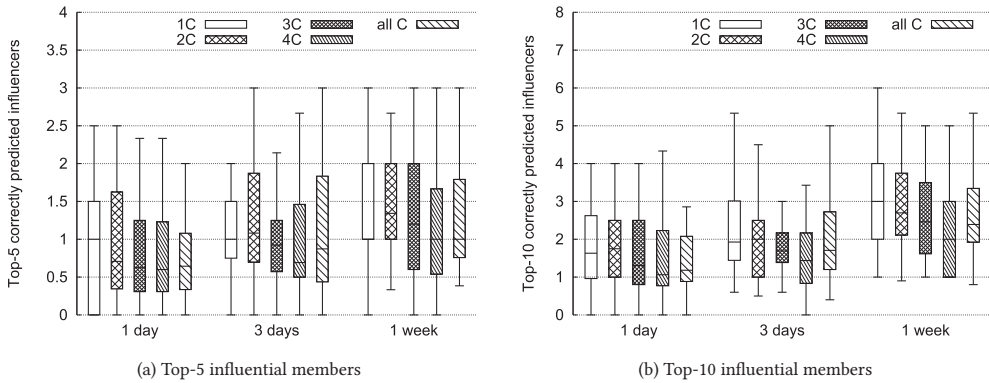 Top-5 correctly predicted influencers
4
3.5
3
2.5
2
1.5
1
0.5
0
1C
2C
3C
4C
all C
1 day
3 days
1 week
(a) Top-5 influential members
Top-10 correctly predicted influencers
8
7
6
5
4
3
2
1
0
1C
2C
3C
4C
all C
1 day
3 days
1 week
(b) Top-10 influential members